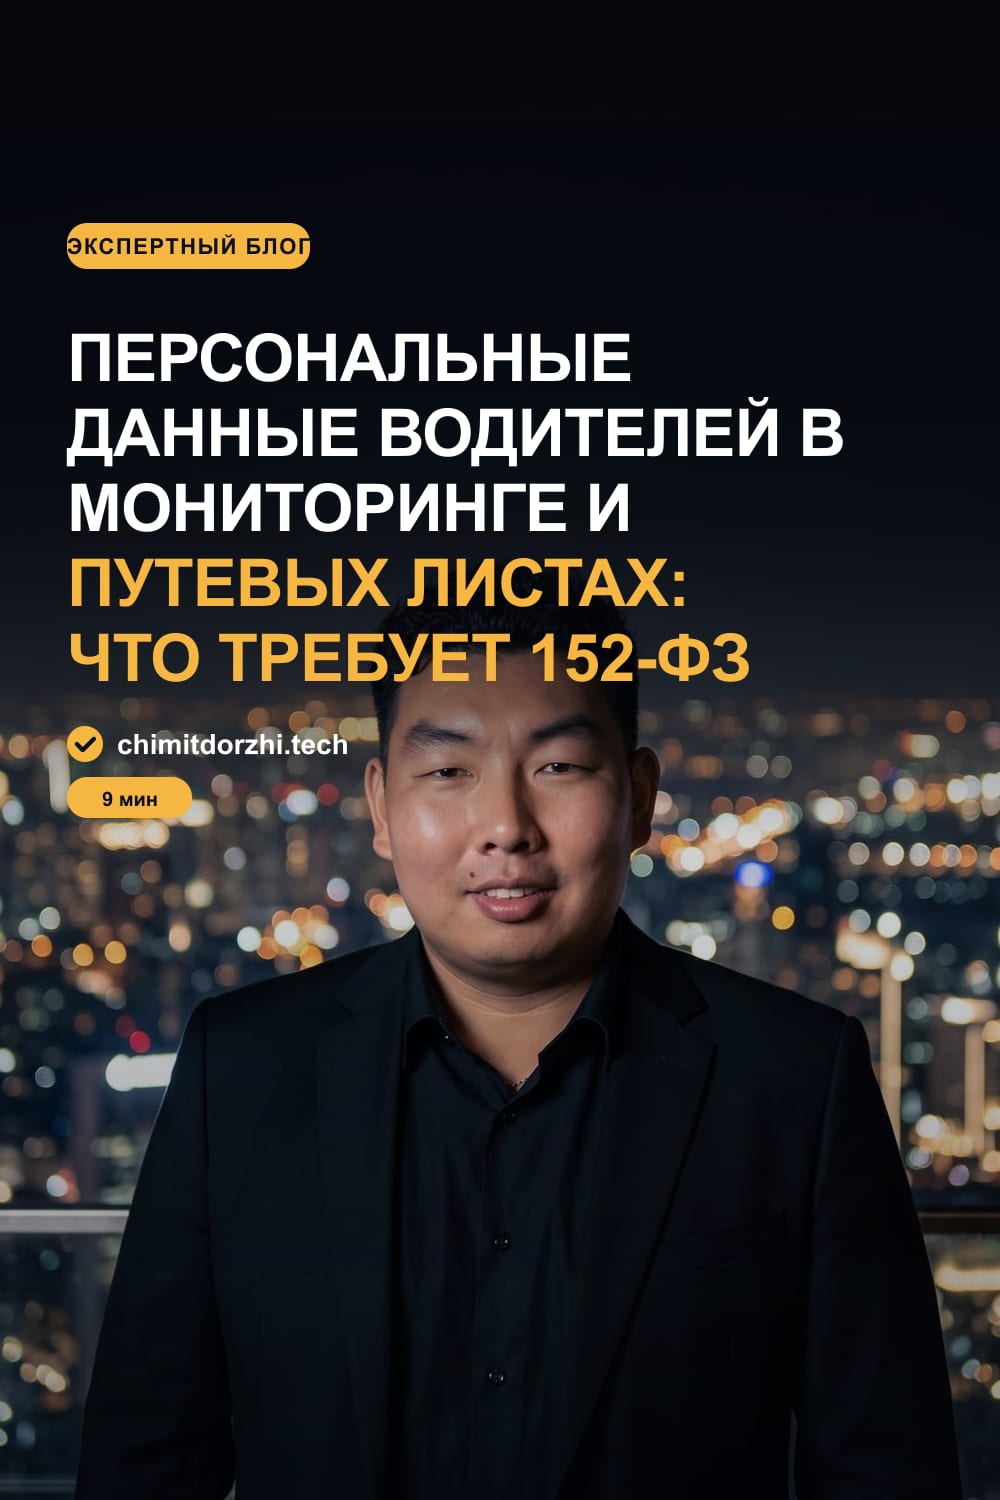 ЭКСПЕРТНЫЙ БЛОГ
ПЕРСОНАЛЬНЫЕ
ДАННЫЕ ВОДИТЕЛЕЙ В
МОНИТОРИНГЕ И
ПУТЕВЫХ ЛИСТАХ:
ЧТО ТРЕБУЕТ 152-ФЗ
chimitdorzhi.tech
9 мин